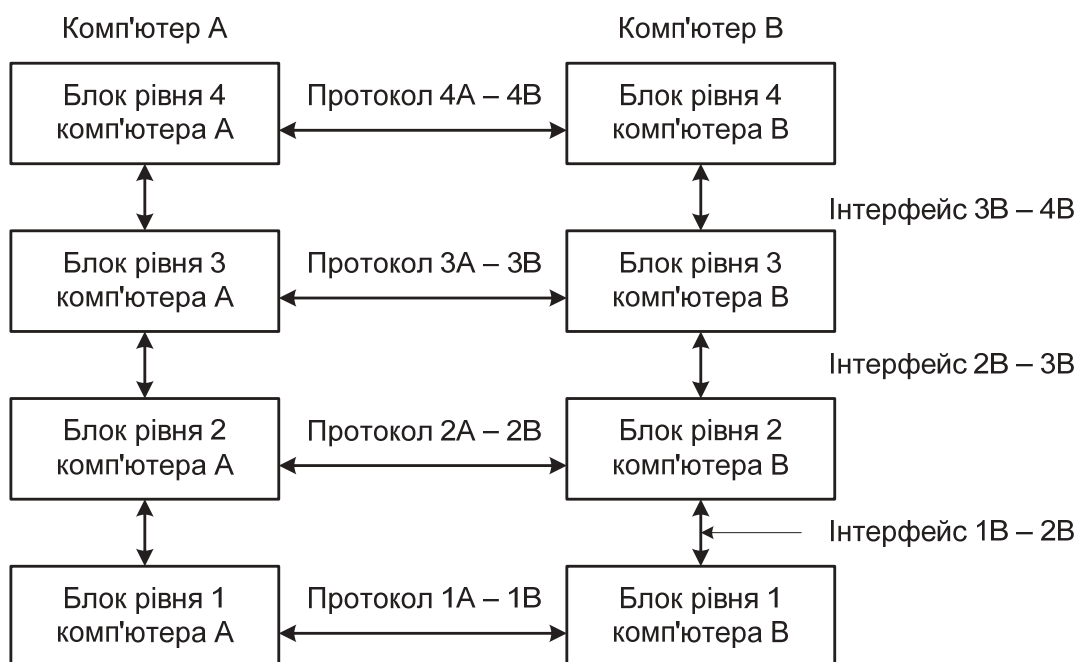 Комп'ютер А
Комп'ютер В
Блок рівня 4
комп'ютера А
Протокол 4А – 4В
Блок рівня 4
комп'ютера В
Інтерфейс 3В – 4В
Блок рівня 3
комп'ютера А
Протокол 3А – 3В
Блок рівня 3
комп'ютера В
Інтерфейс 2В – 3В
Блок рівня 2
комп'ютера А
Протокол 2А – 2В
Блок рівня 2
комп'ютера В
Інтерфейс 1В – 2В
Блок рівня 1
комп'ютера А
Протокол 1А – 1В
Блок рівня 1
комп'ютера В